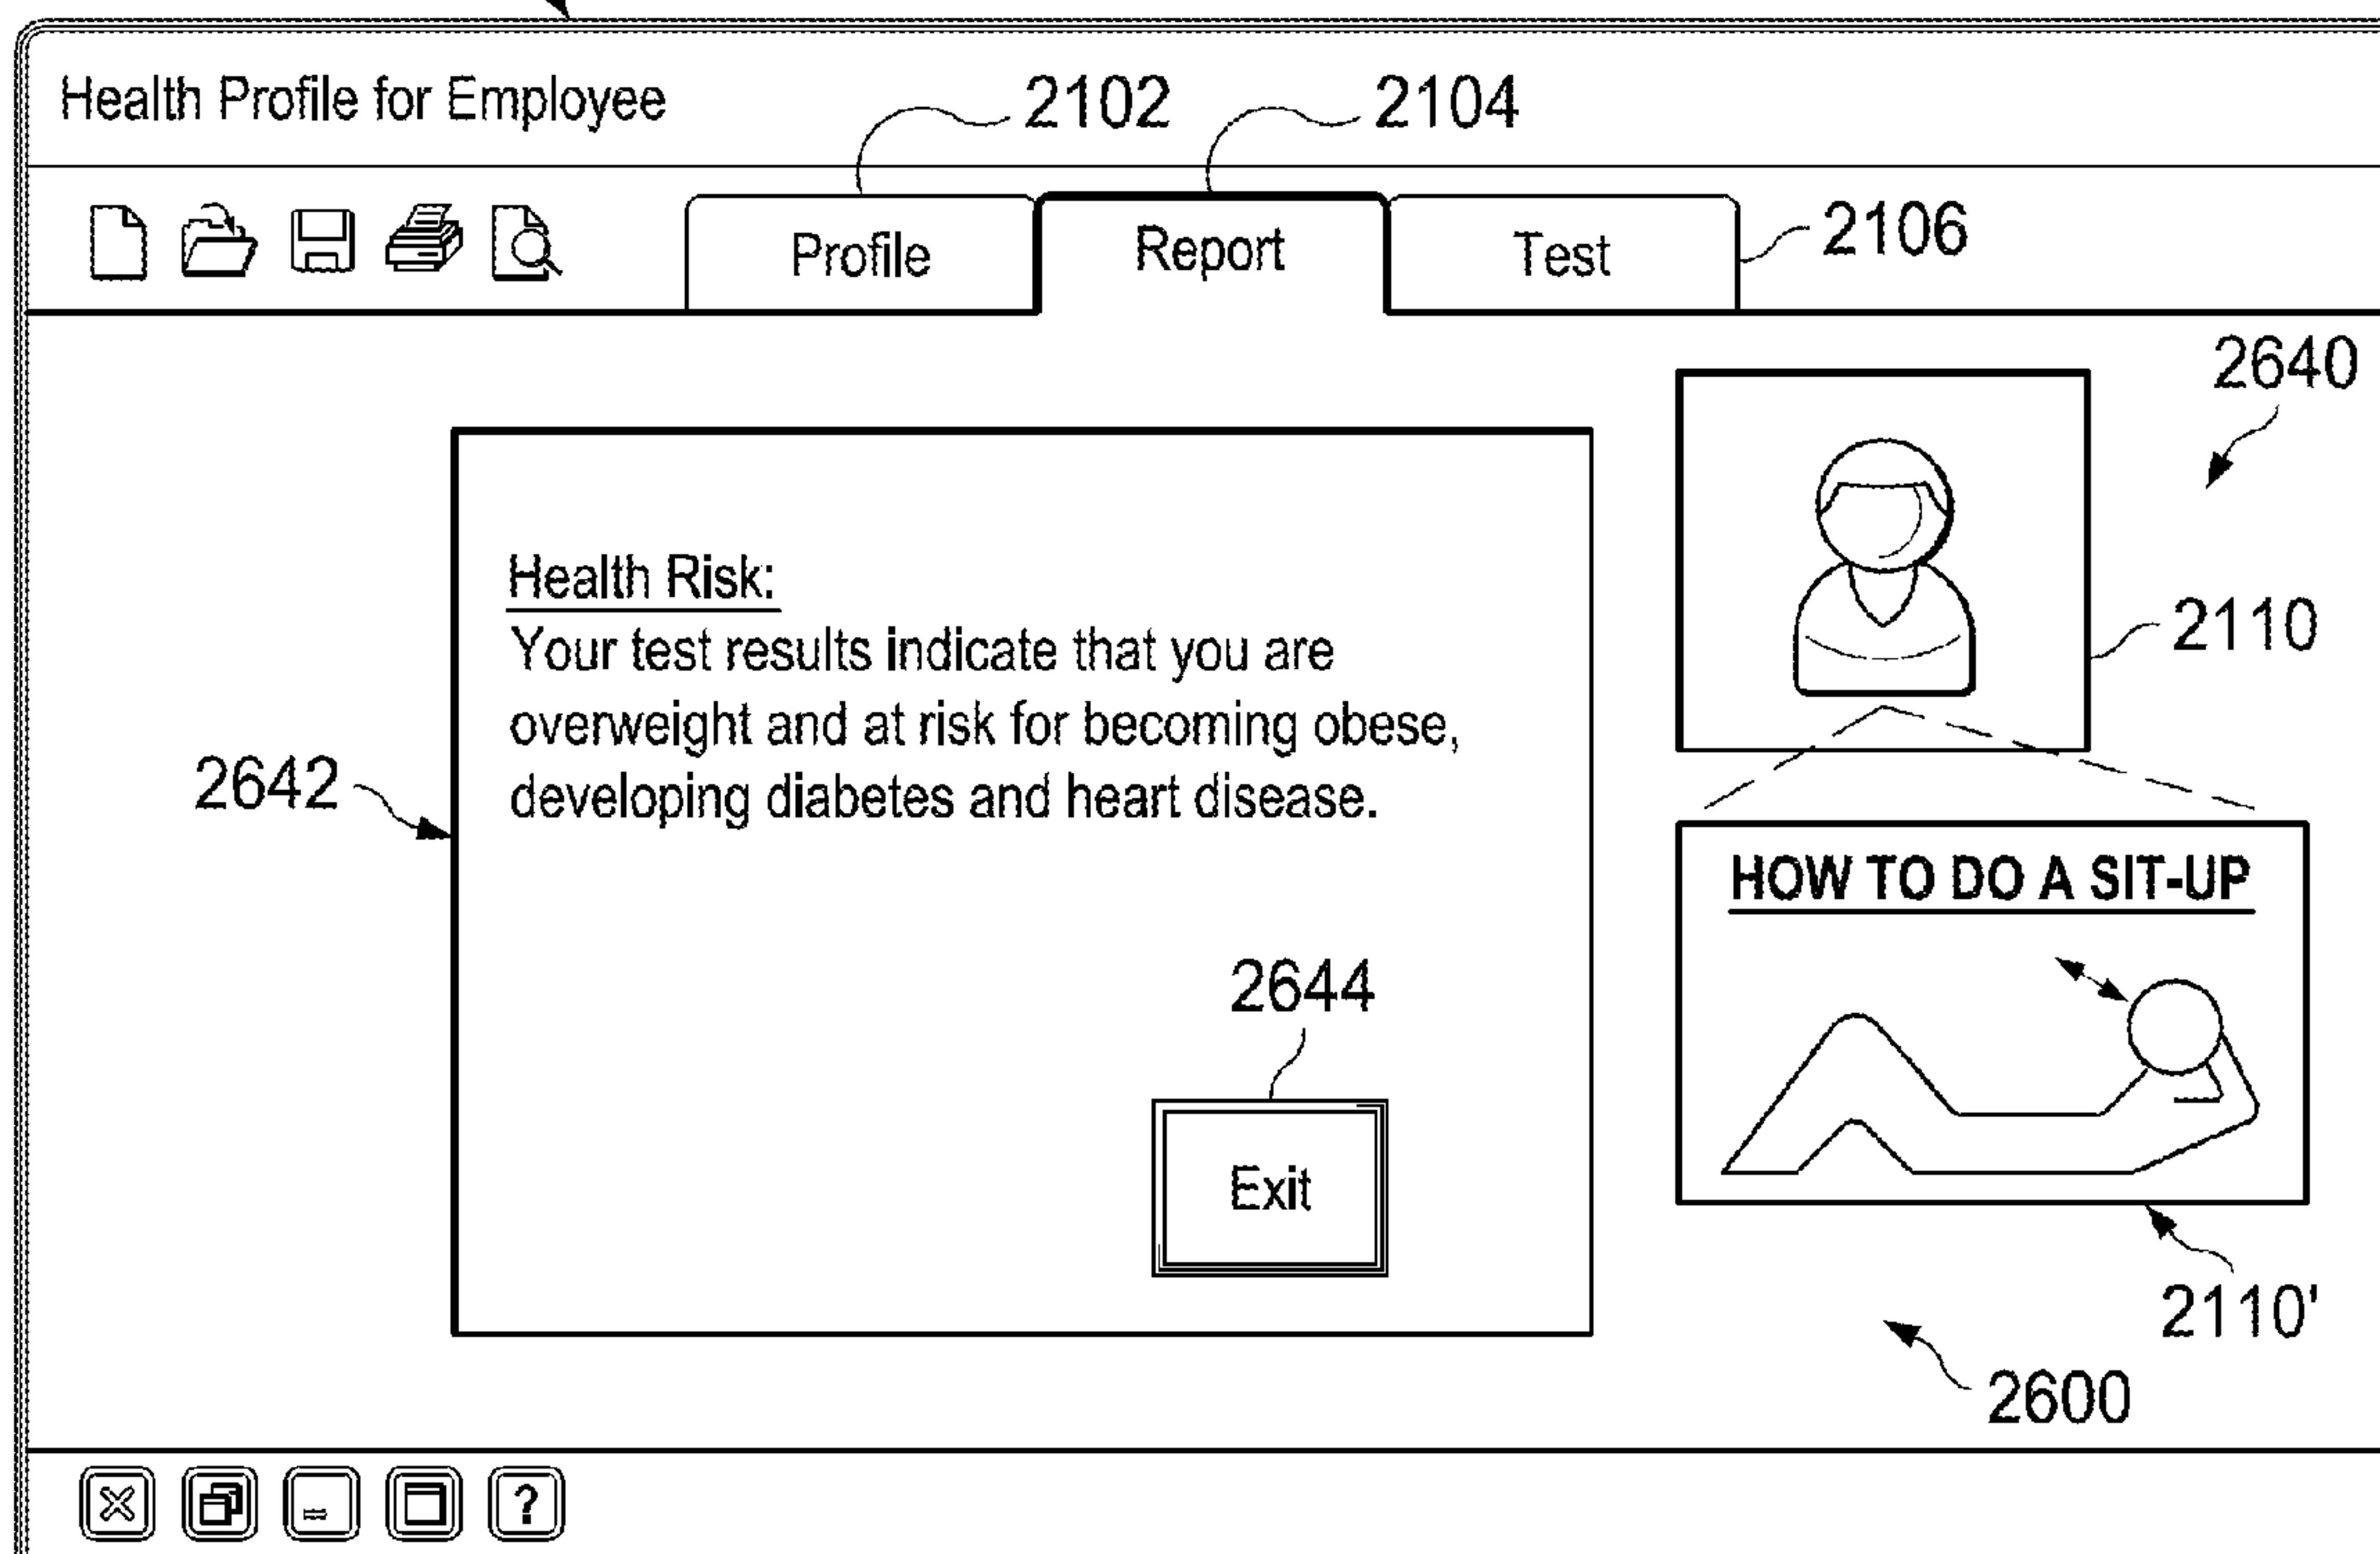 Health Profile for Employee
2102
2104
Profile
Report
Test
2106
2640
Health Risk:
Your test results indicate that you are
overweight and at risk for becoming obese,
developing diabetes and heart disease.
2642
2110
HOW TO DO A SIT-UP
2644
Exit
2110'
2600
?